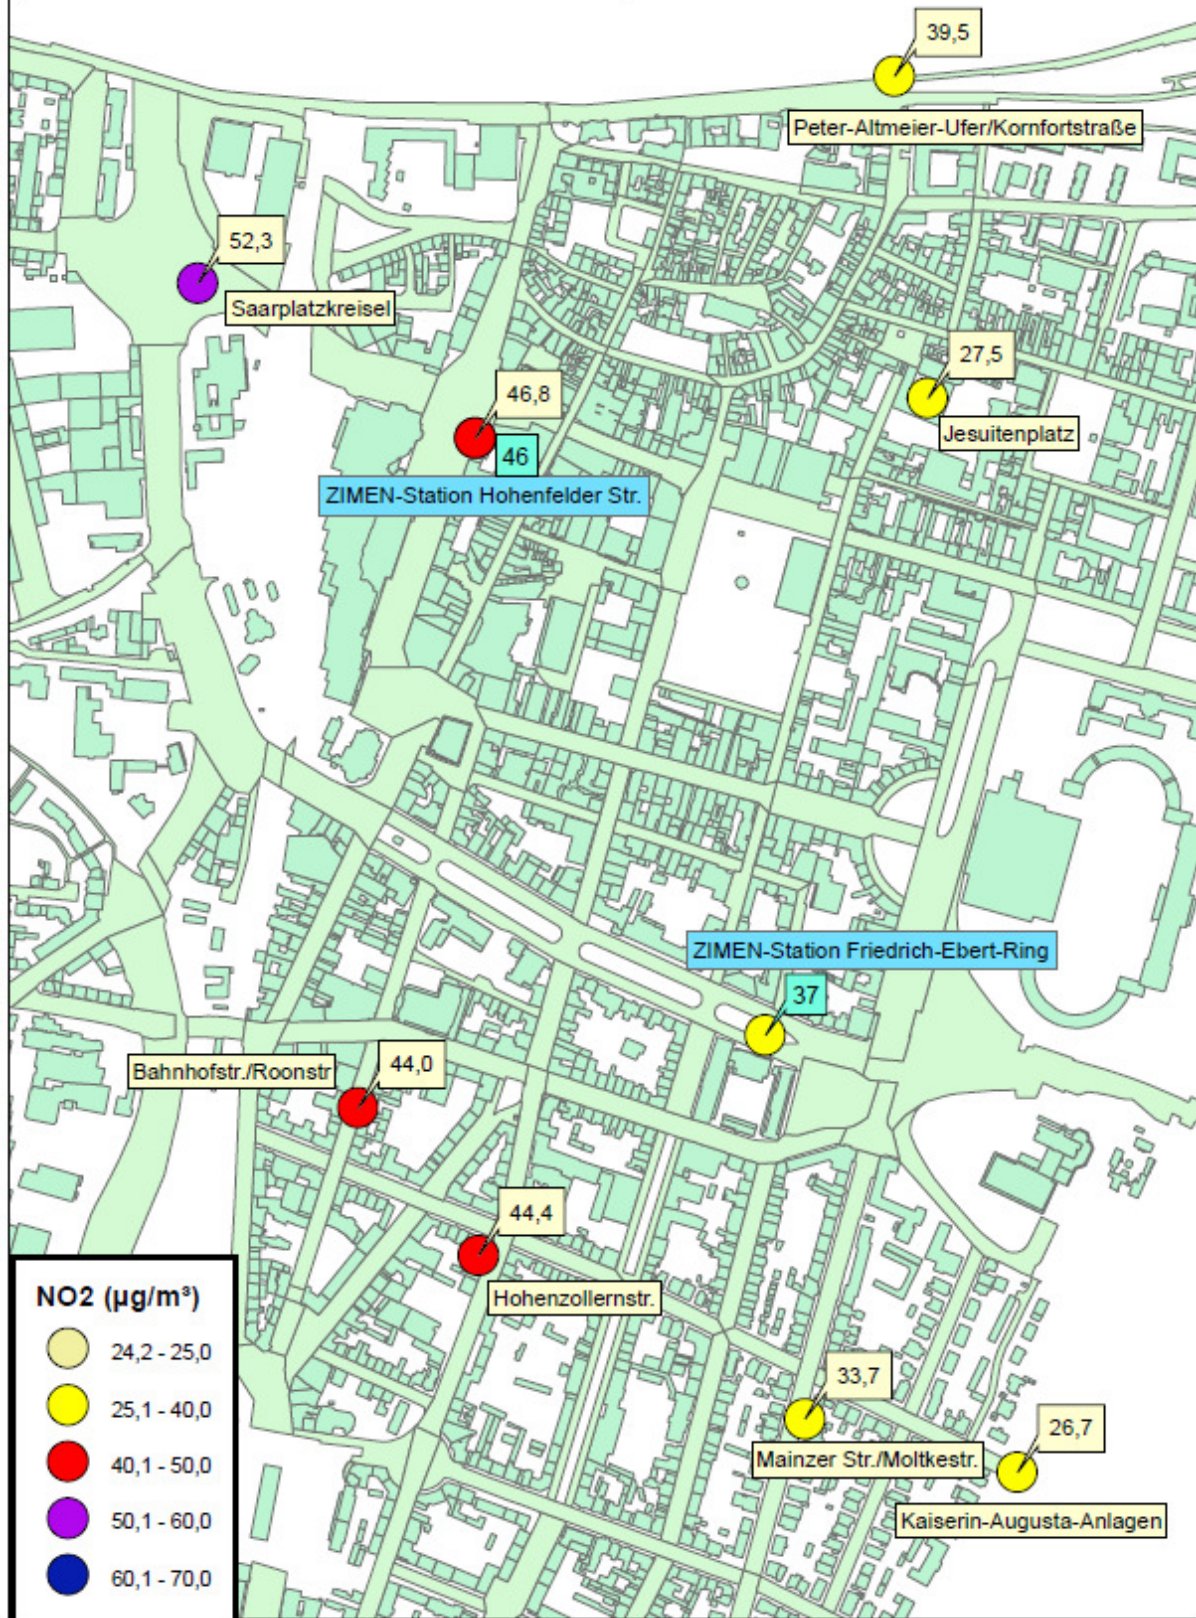 39,5
Peter-Altmeier-Ufer/Kornfortstraße
52,3
Saarplatzkreisel
27,5
Jesuitenplatz
46,8
46
ZIMEN-Station Hohenfelder Str.
ZIMEN-Station Friedrich-Ebert-Ring
37
Bahnhofstr./Roonstr
44,0
44,4
Hohenzollernstr.
33,7
Mainzer Str./Moltkestr.
26,7
Kaiserin-Augusta-Anlagen
NO2 (µg/m³)
24,2 - 25,0
25,1 - 40,0
40,1 - 50,0
50,1 - 60,0
60,1 - 70,0